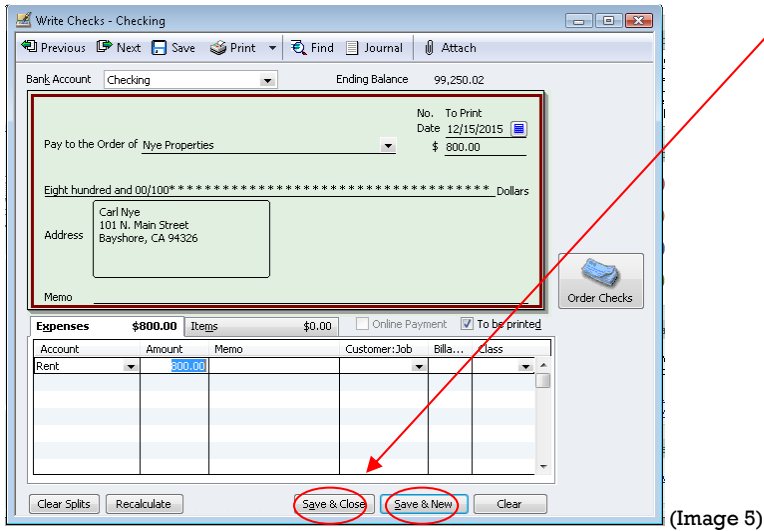 Write Checks - Checking
Previous Next Save Print Find Journal Attach
Bank Account Checking Ending Balance 99,250.02
No. To Print
Date 12/15/2015
Pay to the Order of Nye Properties $ 800.00
Eight hundred and 00/100* * * * * * * * * * * * * * * * * * * * * * * * * * * * * * * * * * * * * * Dollars
Carl Nye
101 N. Main Street
Address Bayshore, CA 94326
Memo
Order Checks
Expenses $800.00 Items $0.00 Online Payment To be printed
Account Amount Memo Customer:Job Billa... Class
Rent 800.00
Clear Splits Recalculate Save & Close Save & New Clear
(Image 5)